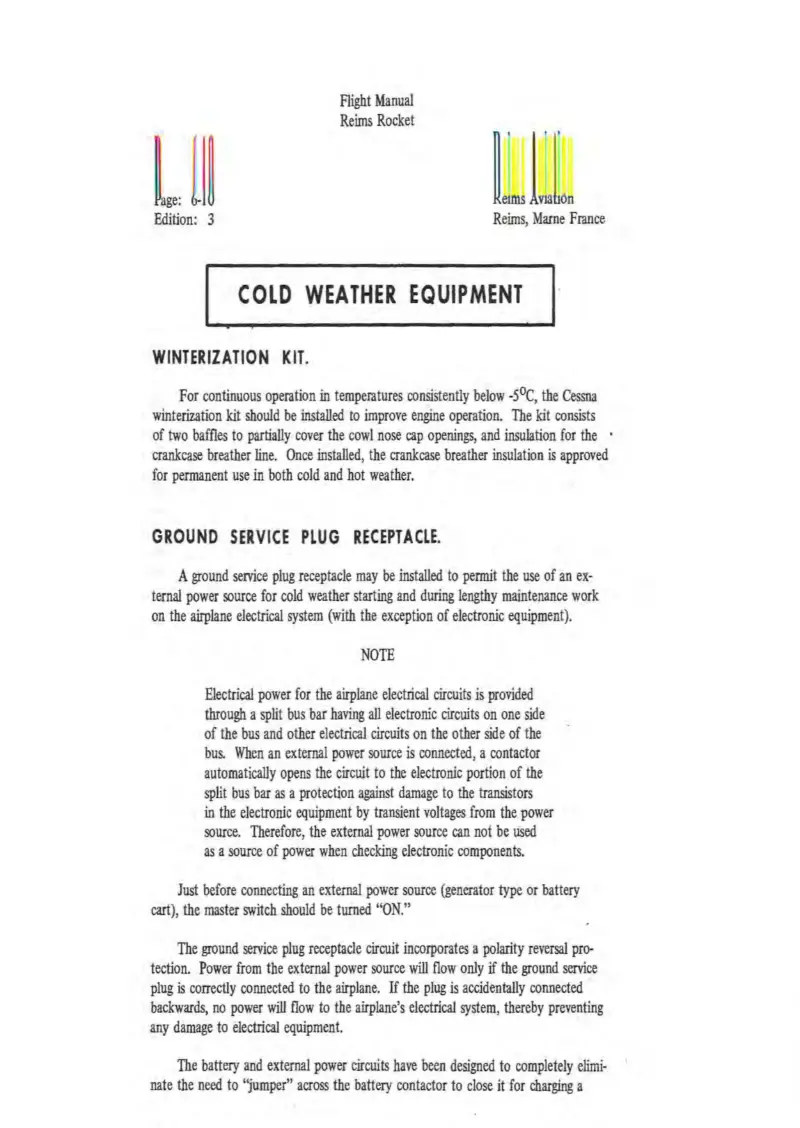 Flight Manual
Reims Rocket
Page: 6-10
Edition: 3
Reims Aviation
Reims, Marne France
COLD WEATHER EQUIPMENT
WINTERIZATION KIT.
For continuous operation in temperatures consistently below -5⁰C, the Cessna
winterization kit should be installed to improve engine operation. The kit consists
of two baffles to partially cover the cowl nose cap openings, and insulation for the
crankcase breather line. Once installed, the crankcase breather insulation is approved
for permanent use in both cold and hot weather.
GROUND SERVICE PLUG RECEPTACLE.
A ground service plug receptacle may be installed to permit the use of an ex-
ternal power source for cold weather starting and during lengthy maintenance work
on the airplane electrical system (with the exception of electronic equipment).
NOTE
Electrical power for the airplane electrical circuits is provided
through a split bus bar having all electronic circuits on one side
of the bus and other electrical circuits on the other side of the
bus. When an external power source is connected, a contactor
automatically opens the circuit to the electronic portion of the
split bus bar as a protection against damage to the transistors
in the electronic equipment by transient voltages from the power
source. Therefore, the external power source can not be used
as a source of power when checking electronic components.
Just before connecting an external power source (generator type or battery
cart), the master switch should be turned “ON.”
The ground service plug receptacle circuit incorporates a polarity reversal pro-
tection. Power from the external power source will flow only if the ground service
plug is correctly connected to the airplane. If the plug is accidentally connected
backwards, no power will flow to the airplane’s electrical system, thereby preventing
any damage to electrical equipment.
The battery and external power circuits have been designed to completely elimi-
nate the need to “jumper” across the battery contactor to close it for charging a